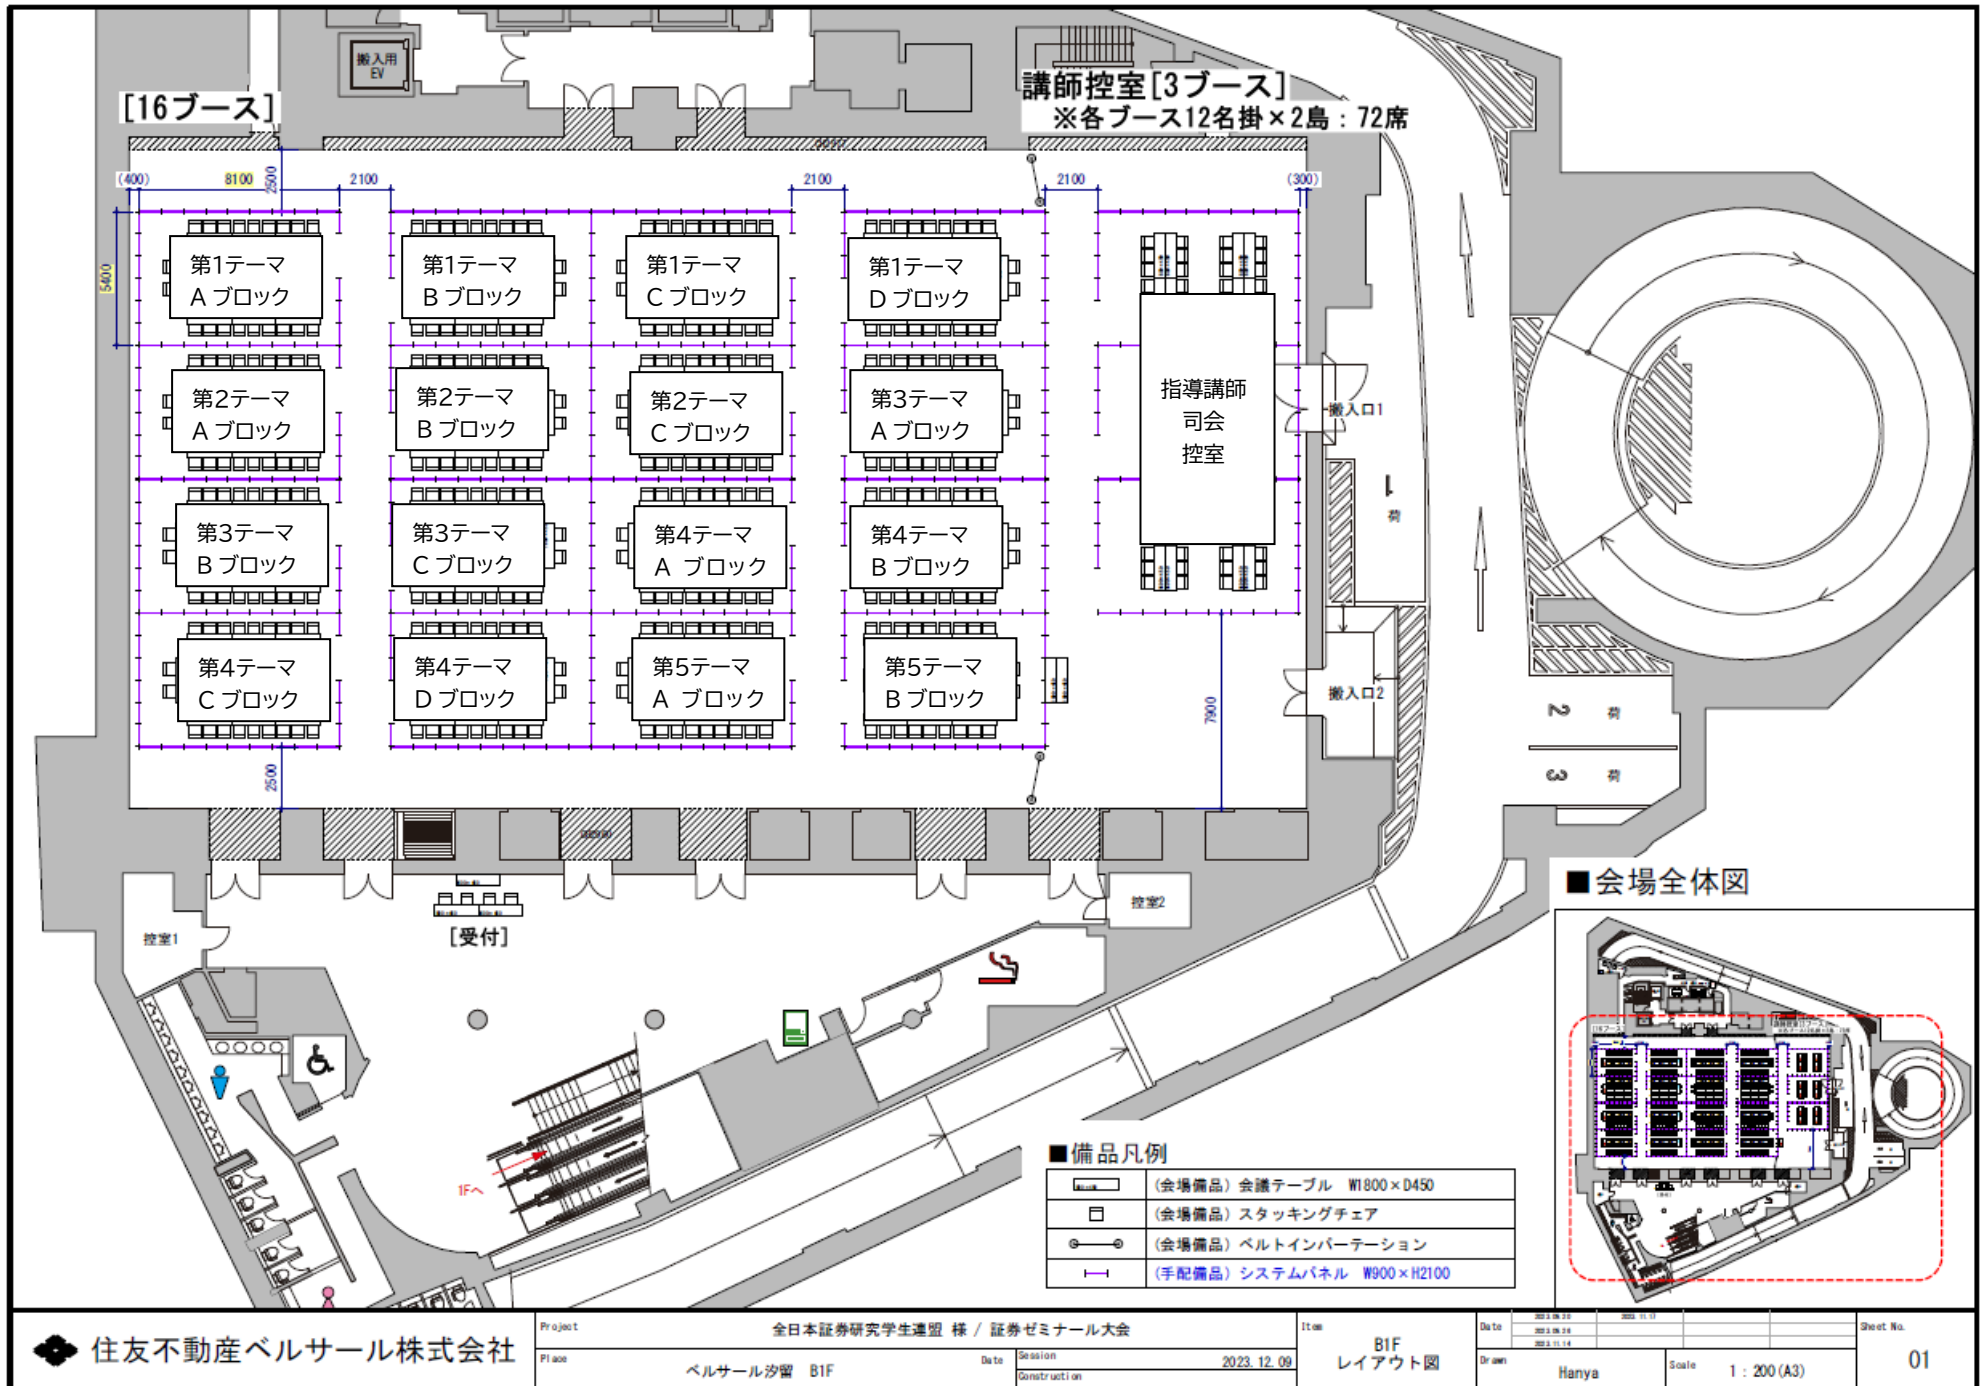 搬入用
EV
[16ブース]
講師控室[3ブース]
※各ブース12名掛×2島：72席
(400)
8100
2500
2100
2100
2100
(300)
5400
第1テーマ
A ブロック
第1テーマ
B ブロック
第1テーマ
C ブロック
第1テーマ
D ブロック
第2テーマ
A ブロック
第2テーマ
B ブロック
第2テーマ
C ブロック
第3テーマ
A ブロック
指導講師
司会
控室
搬入口1
第3テーマ
B ブロック
第3テーマ
C ブロック
第4テーマ
A ブロック
第4テーマ
B ブロック
1
荷
第4テーマ
C ブロック
第4テーマ
D ブロック
第5テーマ
A ブロック
第5テーマ
B ブロック
搬入口2
7900
2
荷
3
荷
2500
控室1
[受付]
控室2
1Fへ
■会場全体図
■備品凡例
(会場備品) 会議テーブル W1800×D450
(会場備品) スタッキングチェア
(会場備品) ベルトインパーテーション
(手配備品) システムパネル W900×H2100
住友不動産ベルサール株式会社
Project
全日本証券研究学生連盟 様 / 証券ゼミナール大会
Place
ベルサール汐留 B1F
Date
Session
2023.12.09
Construction
Item
B1F
レイアウト図
Date
2023.11.17
2023.11.14
Drawn
Hanya
Scale
1 : 200(A3)
Sheet No.
01